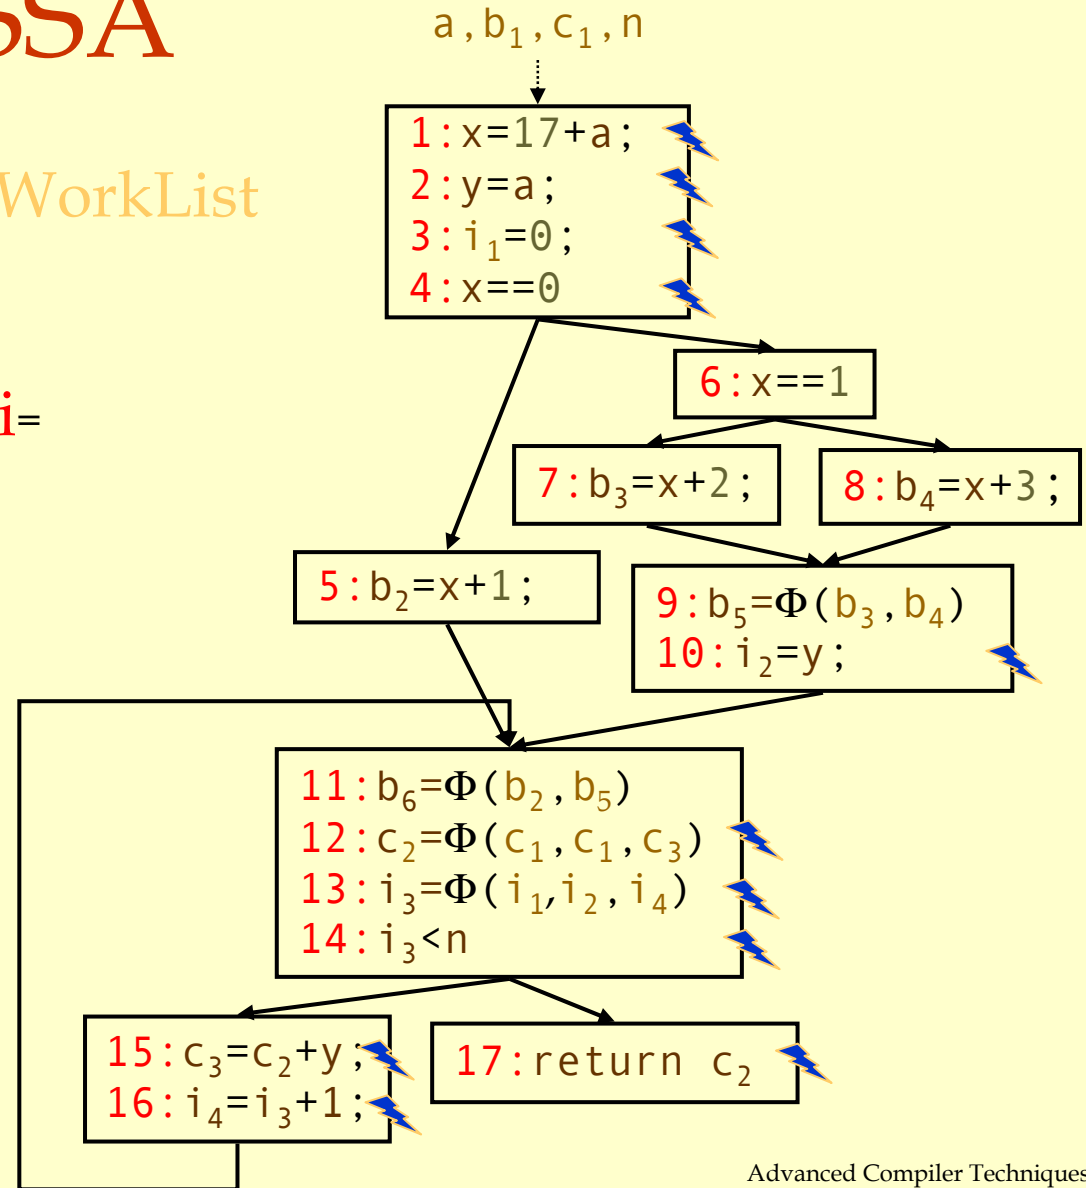 SSA
a,b₁,c₁,n
WorkList
i=
1:x=17+a;
2:y=a;
3:i₁=0;
4:x==0
6:x==1
7:b₃=x+2;
8:b₄=x+3;
5:b₂=x+1;
9:b₅=Φ(b₃,b₄)
10:i₂=y;
11:b₆=Φ(b₂,b₅)
12:c₂=Φ(c₁,c₁,c₃)
13:i₃=Φ(i₁,i₂,i₄)
14:i₃<n
15:c₃=c₂+y;
16:i₄=i₃+1;
17:return c₂
Advanced Compiler Techniques